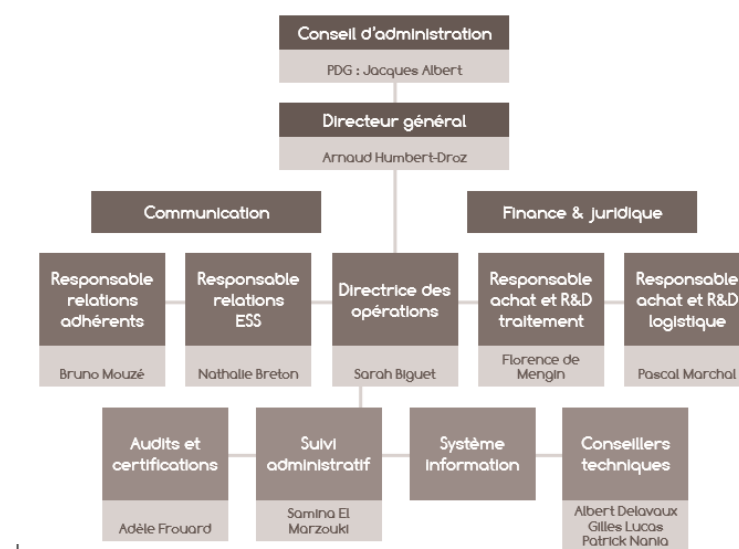 Conseil d'administration
PDG : Jacques Albert
Directeur général
Arnaud Humbert-Droz
Communication
Finance & juridique
Responsable
relations
adhérents
Bruno Mouzé
Responsable
relations
ESS
Nathalie Breton
Directrice des
opérations
Sarah Biguet
Responsable
achat et R&D
traitement
Florence de
Mengin
Responsable
achat et R&D
logistique
Pascal Marchal
Audits et
certifications
Adèle Frouard
Suivi
administratif
Samina El
Marzouki
Système
information
Conseillers
techniques
Albert Delavaux
Gilles Lucas
Patrick Nania